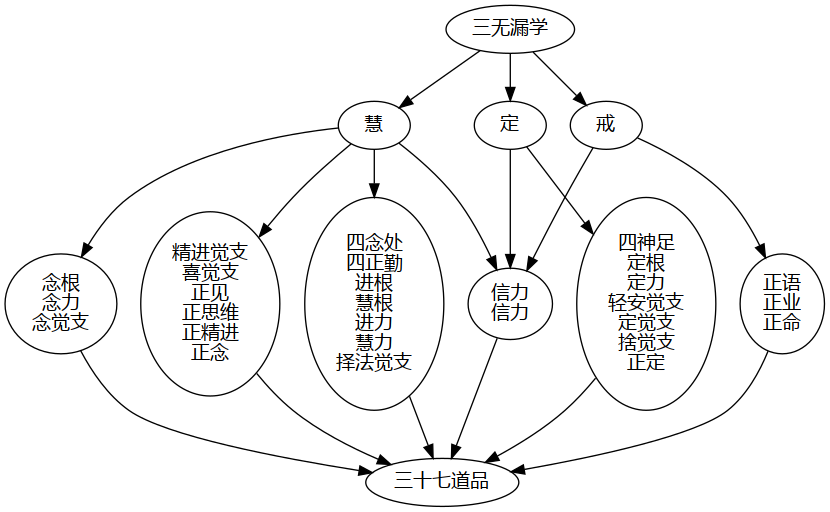 三无漏学
慧
定
戒
念根
念力
念觉支
精进觉支
喜觉支
正见
正思维
正精进
正念
四念处
四正勤
进根
慧根
进力
慧力
择法觉支
信力
信力
四神足
定根
定力
轻安觉支
定觉支
捨觉支
正定
正语
正业
正命
三十七道品